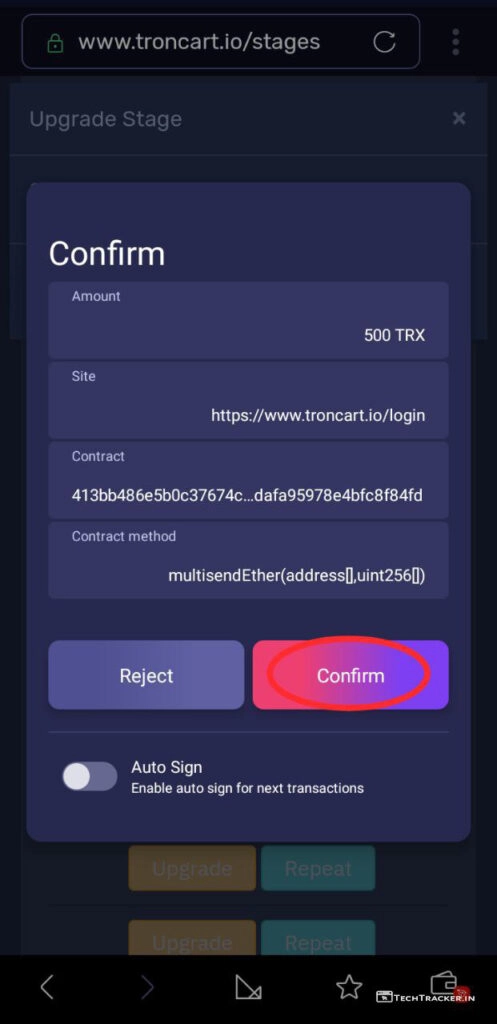 www.troncart.io/stages
Upgrade Stage ×
Confirm
Amount
500 TRX
Site
https://www.troncart.io/login
Contract
413bb486e5b0c37674c...dafa95978e4bfc8f84fd
Contract method
multisendEther(address[],uint256[])
Reject Confirm
Auto Sign
Enable auto sign for next transactions
Upgrade Repeat
Upgrade Repeat
TECHTRACKER.IN